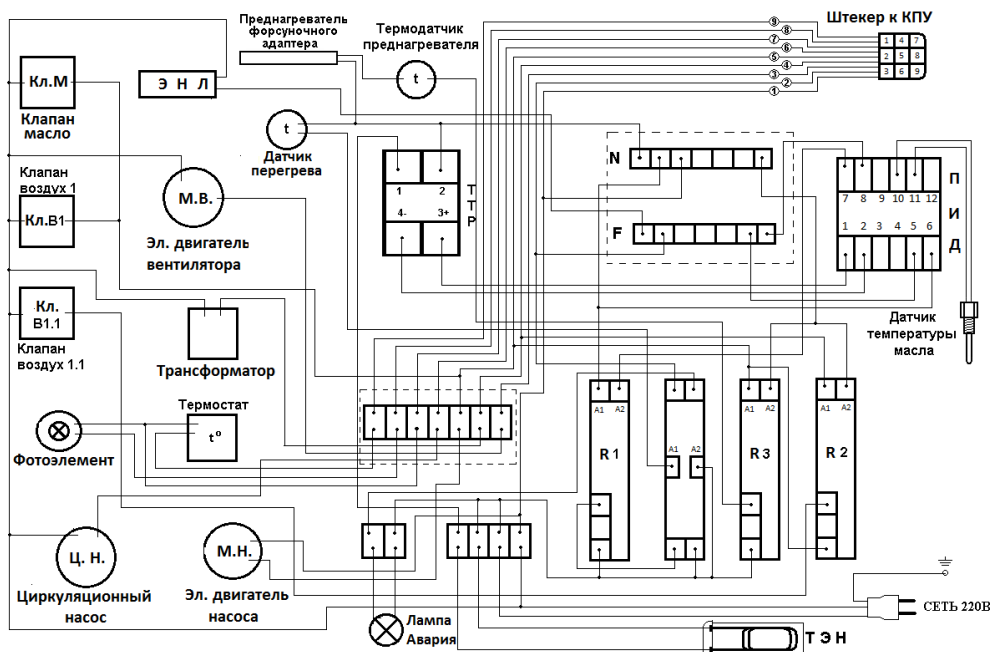 Преднагреватель
форсуночного
адаптера
Термодатчик
преднагревателя
t
Штекер к КПУ
9
8
7
6
5
4
3
2
1
1 4 7
2 5 8
3 6 9
Кл.М
Клапан
масло
Э Н Л
t
Датчик
перегрева
Клапан
воздух 1
Кл.В1
М.В.
Эл. двигатель
вентилятора
1 2
4- 3+
Т
Т
Р
N
F
7 8 9 10 11 12
1 2 3 4 5 6
П
И
Д
Датчик
температуры
масла
Кл.
В1.1
Клапан
воздух 1.1
Трансформатор
Термостат
t°
Фотоэлемент
A1 A2
R 1
A1 A2
A1 A2
R 3
A1 A2
R 2
Ц. Н.
Циркуляционный
насос
М.Н.
Эл. двигатель
насоса
Лампа
Авария
ТЭН
СЕТЬ 220В